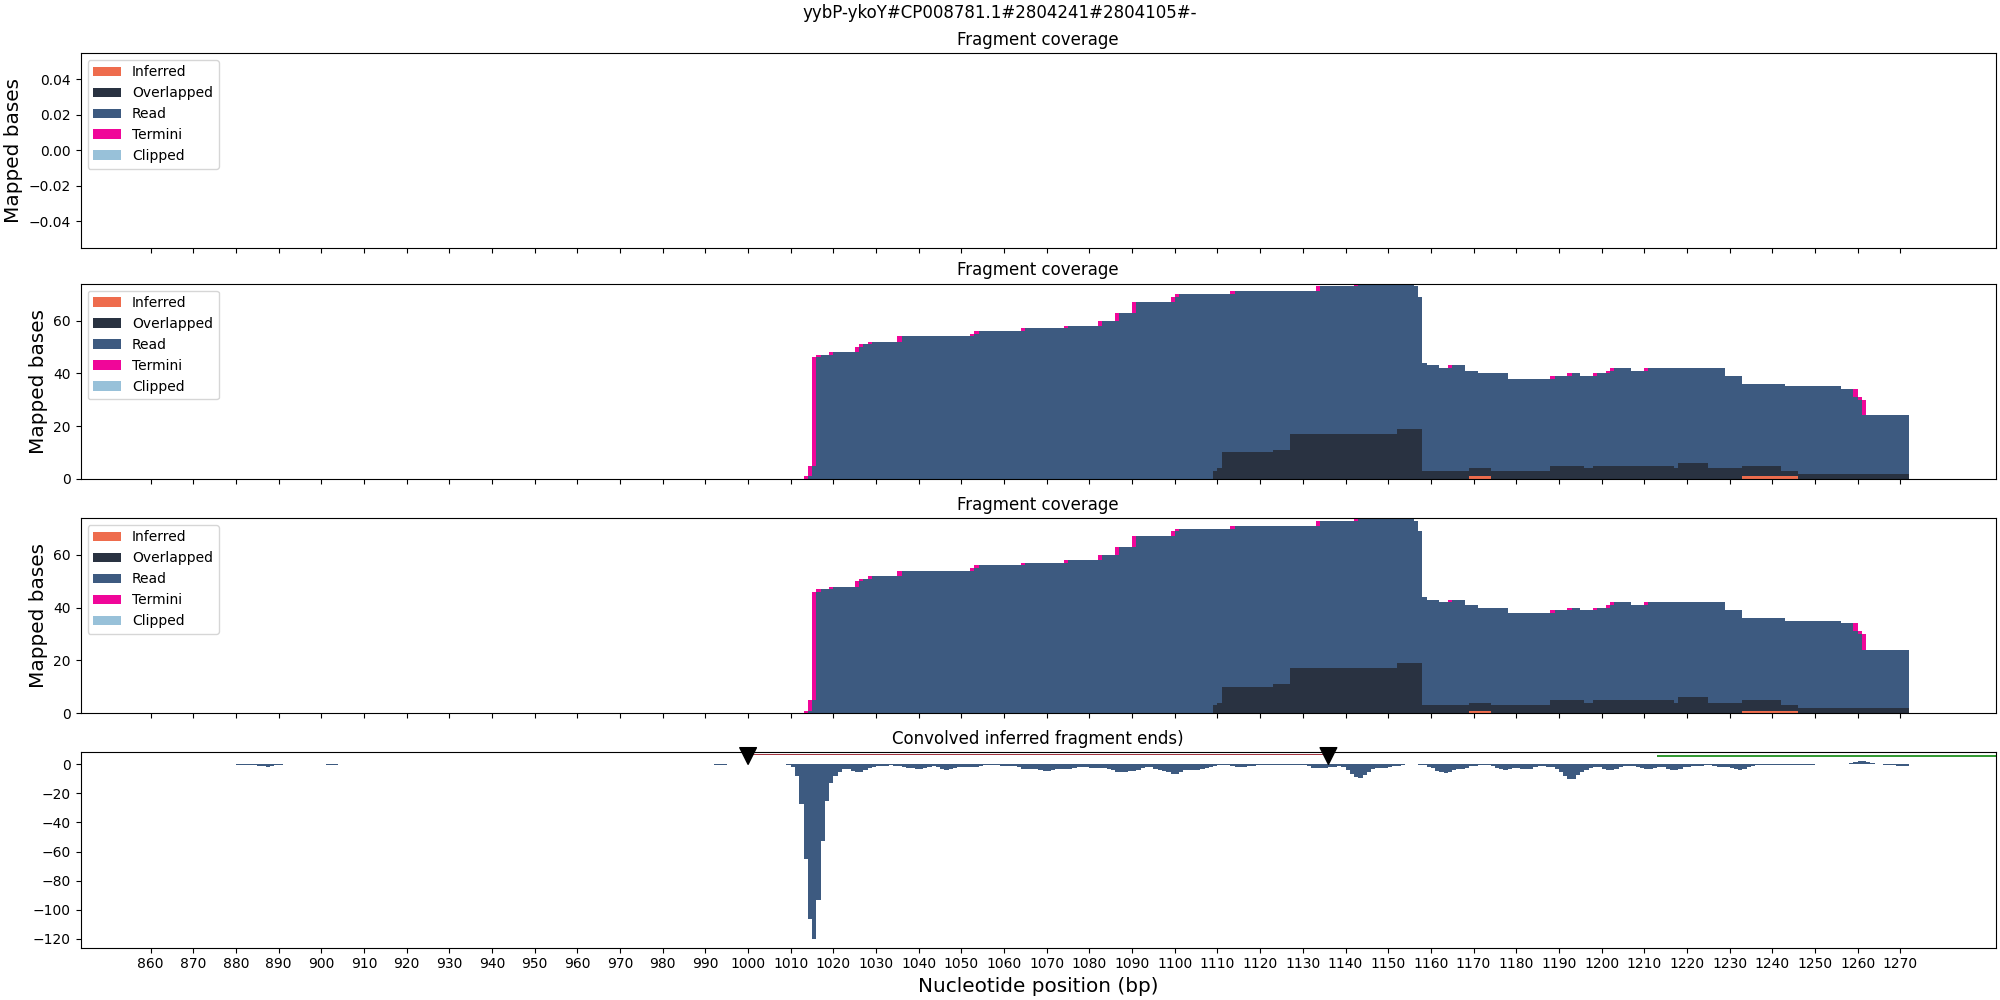 yybP-ykoY#CP008781.1#2804241#2804105#-
Fragment coverage
Mapped bases
0.04
0.02
0.00
−0.02
−0.04
Inferred
Overlapped
Read
Termini
Clipped
Fragment coverage
Mapped bases
60
40
20
0
Inferred
Overlapped
Read
Termini
Clipped
Fragment coverage
Mapped bases
60
40
20
0
Inferred
Overlapped
Read
Termini
Clipped
Convolved inferred fragment ends)
0
−20
−40
−60
−80
−100
−120
860 870 880 890 900 910 920 930 940 950 960 970 980 990 1000 1010 1020 1030 1040 1050 1060 1070 1080 1090 1100 1110 1120 1130 1140 1150 1160 1170 1180 1190 1200 1210 1220 1230 1240 1250 1260 1270
Nucleotide position (bp)